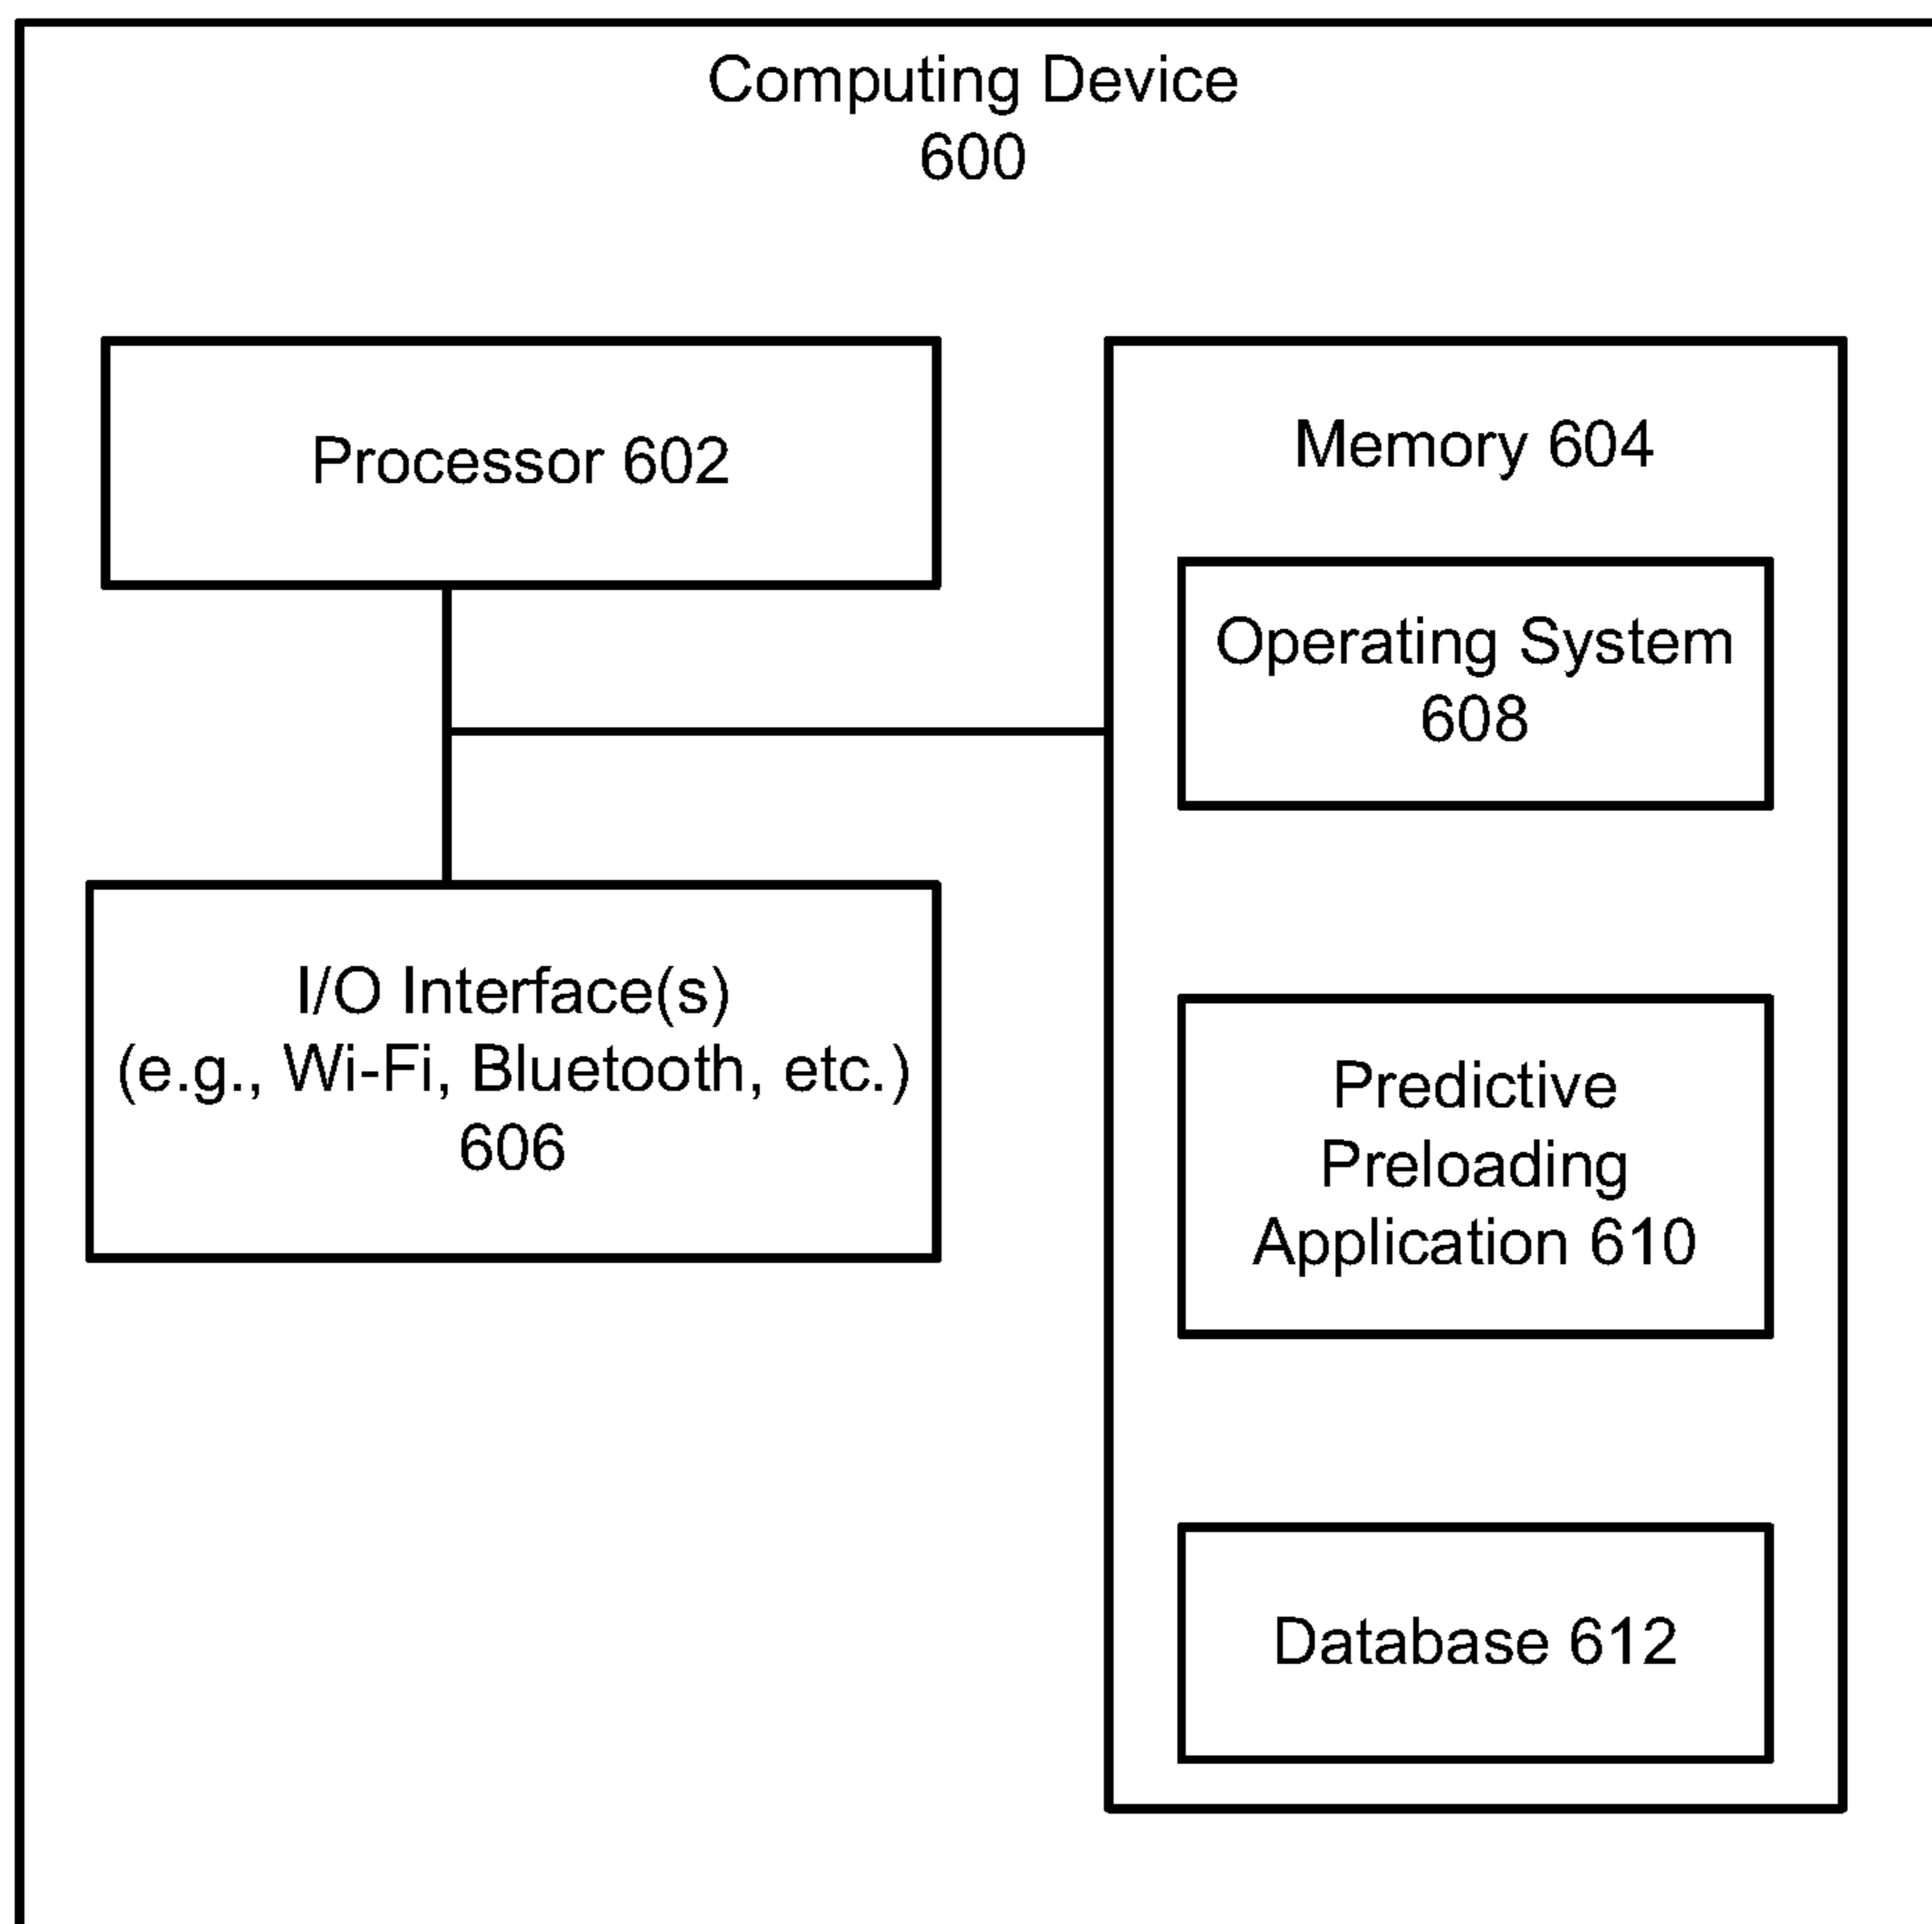 Computing Device
600
Processor 602
I/O Interface(s)
(e.g., Wi-Fi, Bluetooth, etc.)
606
Memory 604
Operating System
608
Predictive
Preloading
Application 610
Database 612